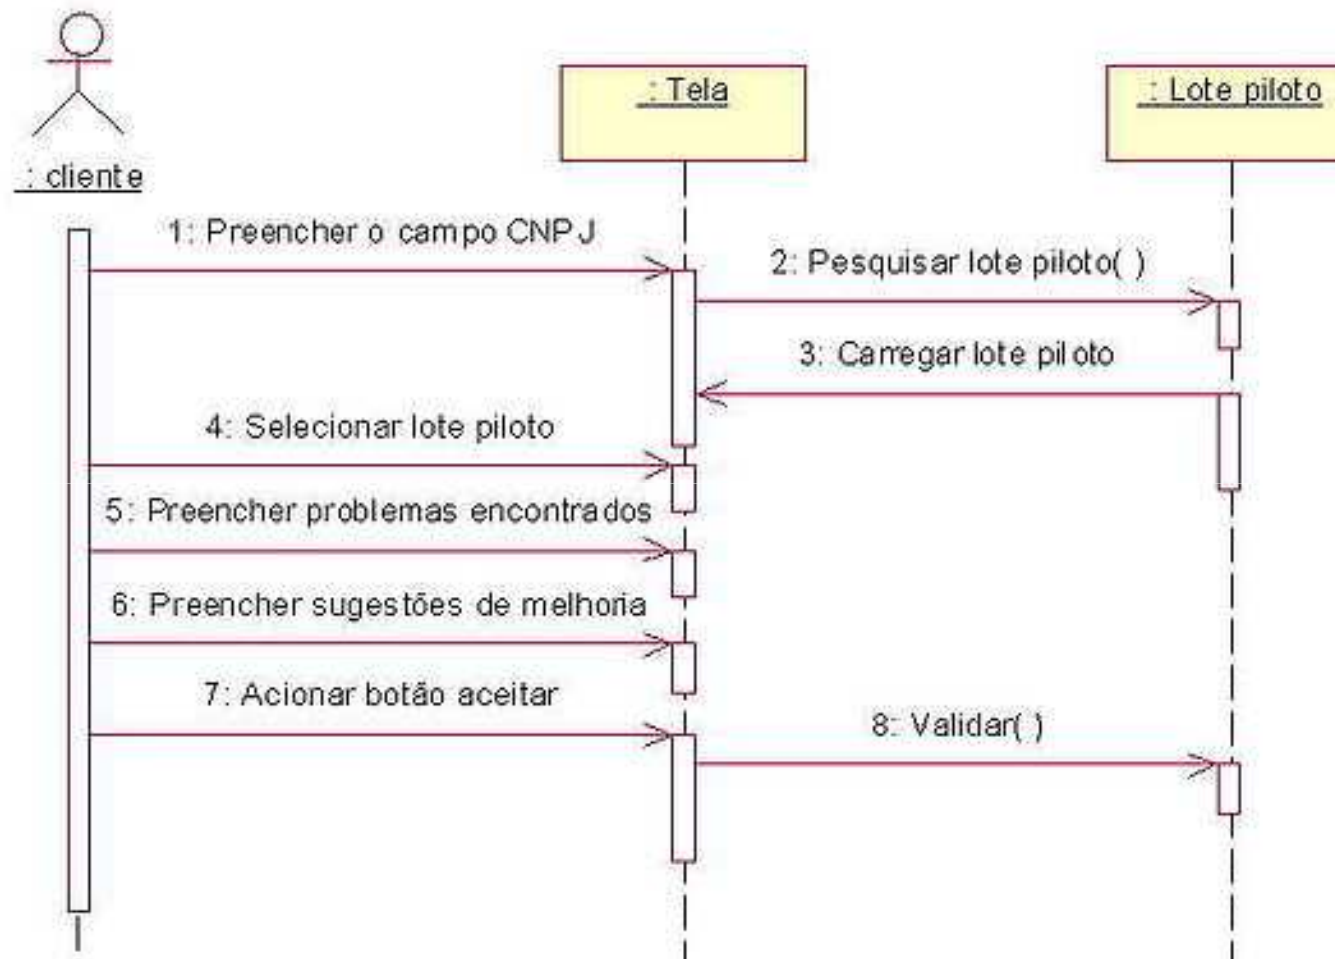 : Tela
: Lote piloto
: cliente
1: Preencher o campo CNPJ
2: Pesquisar lote piloto( )
3: Carregar lote piloto
4: Selecionar lote piloto
5: Preencher problemas encontrados
6: Preencher sugestões de melhoria
7: Acionar botão aceitar
8: Validar( )